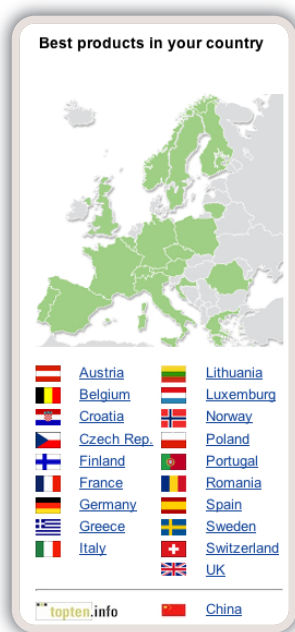 Best products in your country
Austria
Belgium
Croatia
Czech Rep.
Finland
France
Germany
Greece
Italy
Lithuania
Luxemburg
Norway
Poland
Portugal
Romania
Spain
Sweden
Switzerland
UK
topten.info
China